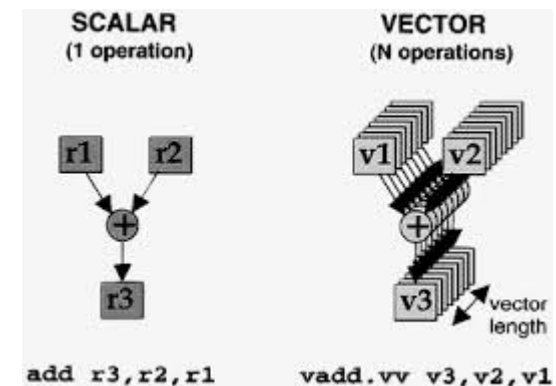 SCALAR
(1 operation)
r1
r2
+
r3
add r3,r2,r1
VECTOR
(N operations)
v1
v2
+
v3
vector
length
vadd.vv v3,v2,v1